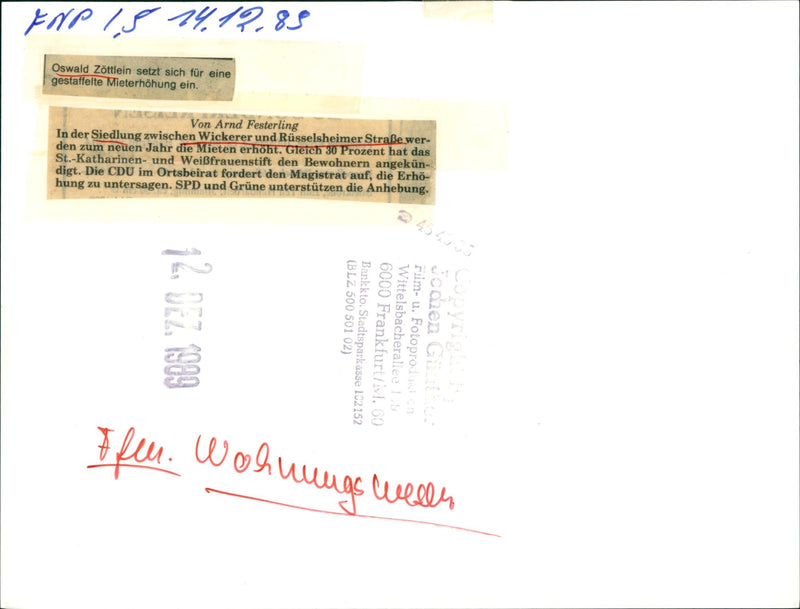 FNP 1,5 14.12.89
Oswald Zöttlein setzt sich für eine
gestaffelte Mieterhöhung ein.
Von Arnd Festerling
In der Siedlung zwischen Wickerer und Rüsselsheimer Straße wer-
den zum neuen Jahr die Mieten erhöht. Gleich 30 Prozent hat das
St.-Katharinen- und Weißfrauenstift den Bewohnern angekün-
digt. Die CDU im Ortsbeirat fordert den Magistrat auf, die Erhö-
hung zu untersagen. SPD und Grüne unterstützen die Anhebung.
12. DEZ. 1989
Copyright by
Jochen Günther
Film- u. Fotoproduktion
Wittelsbacherallee
6000 Frankfurt/M. 60
Bankkto. Stadtsparkasse 102152
(BLZ 500 501 02)
Ffm. Wohnungswesen